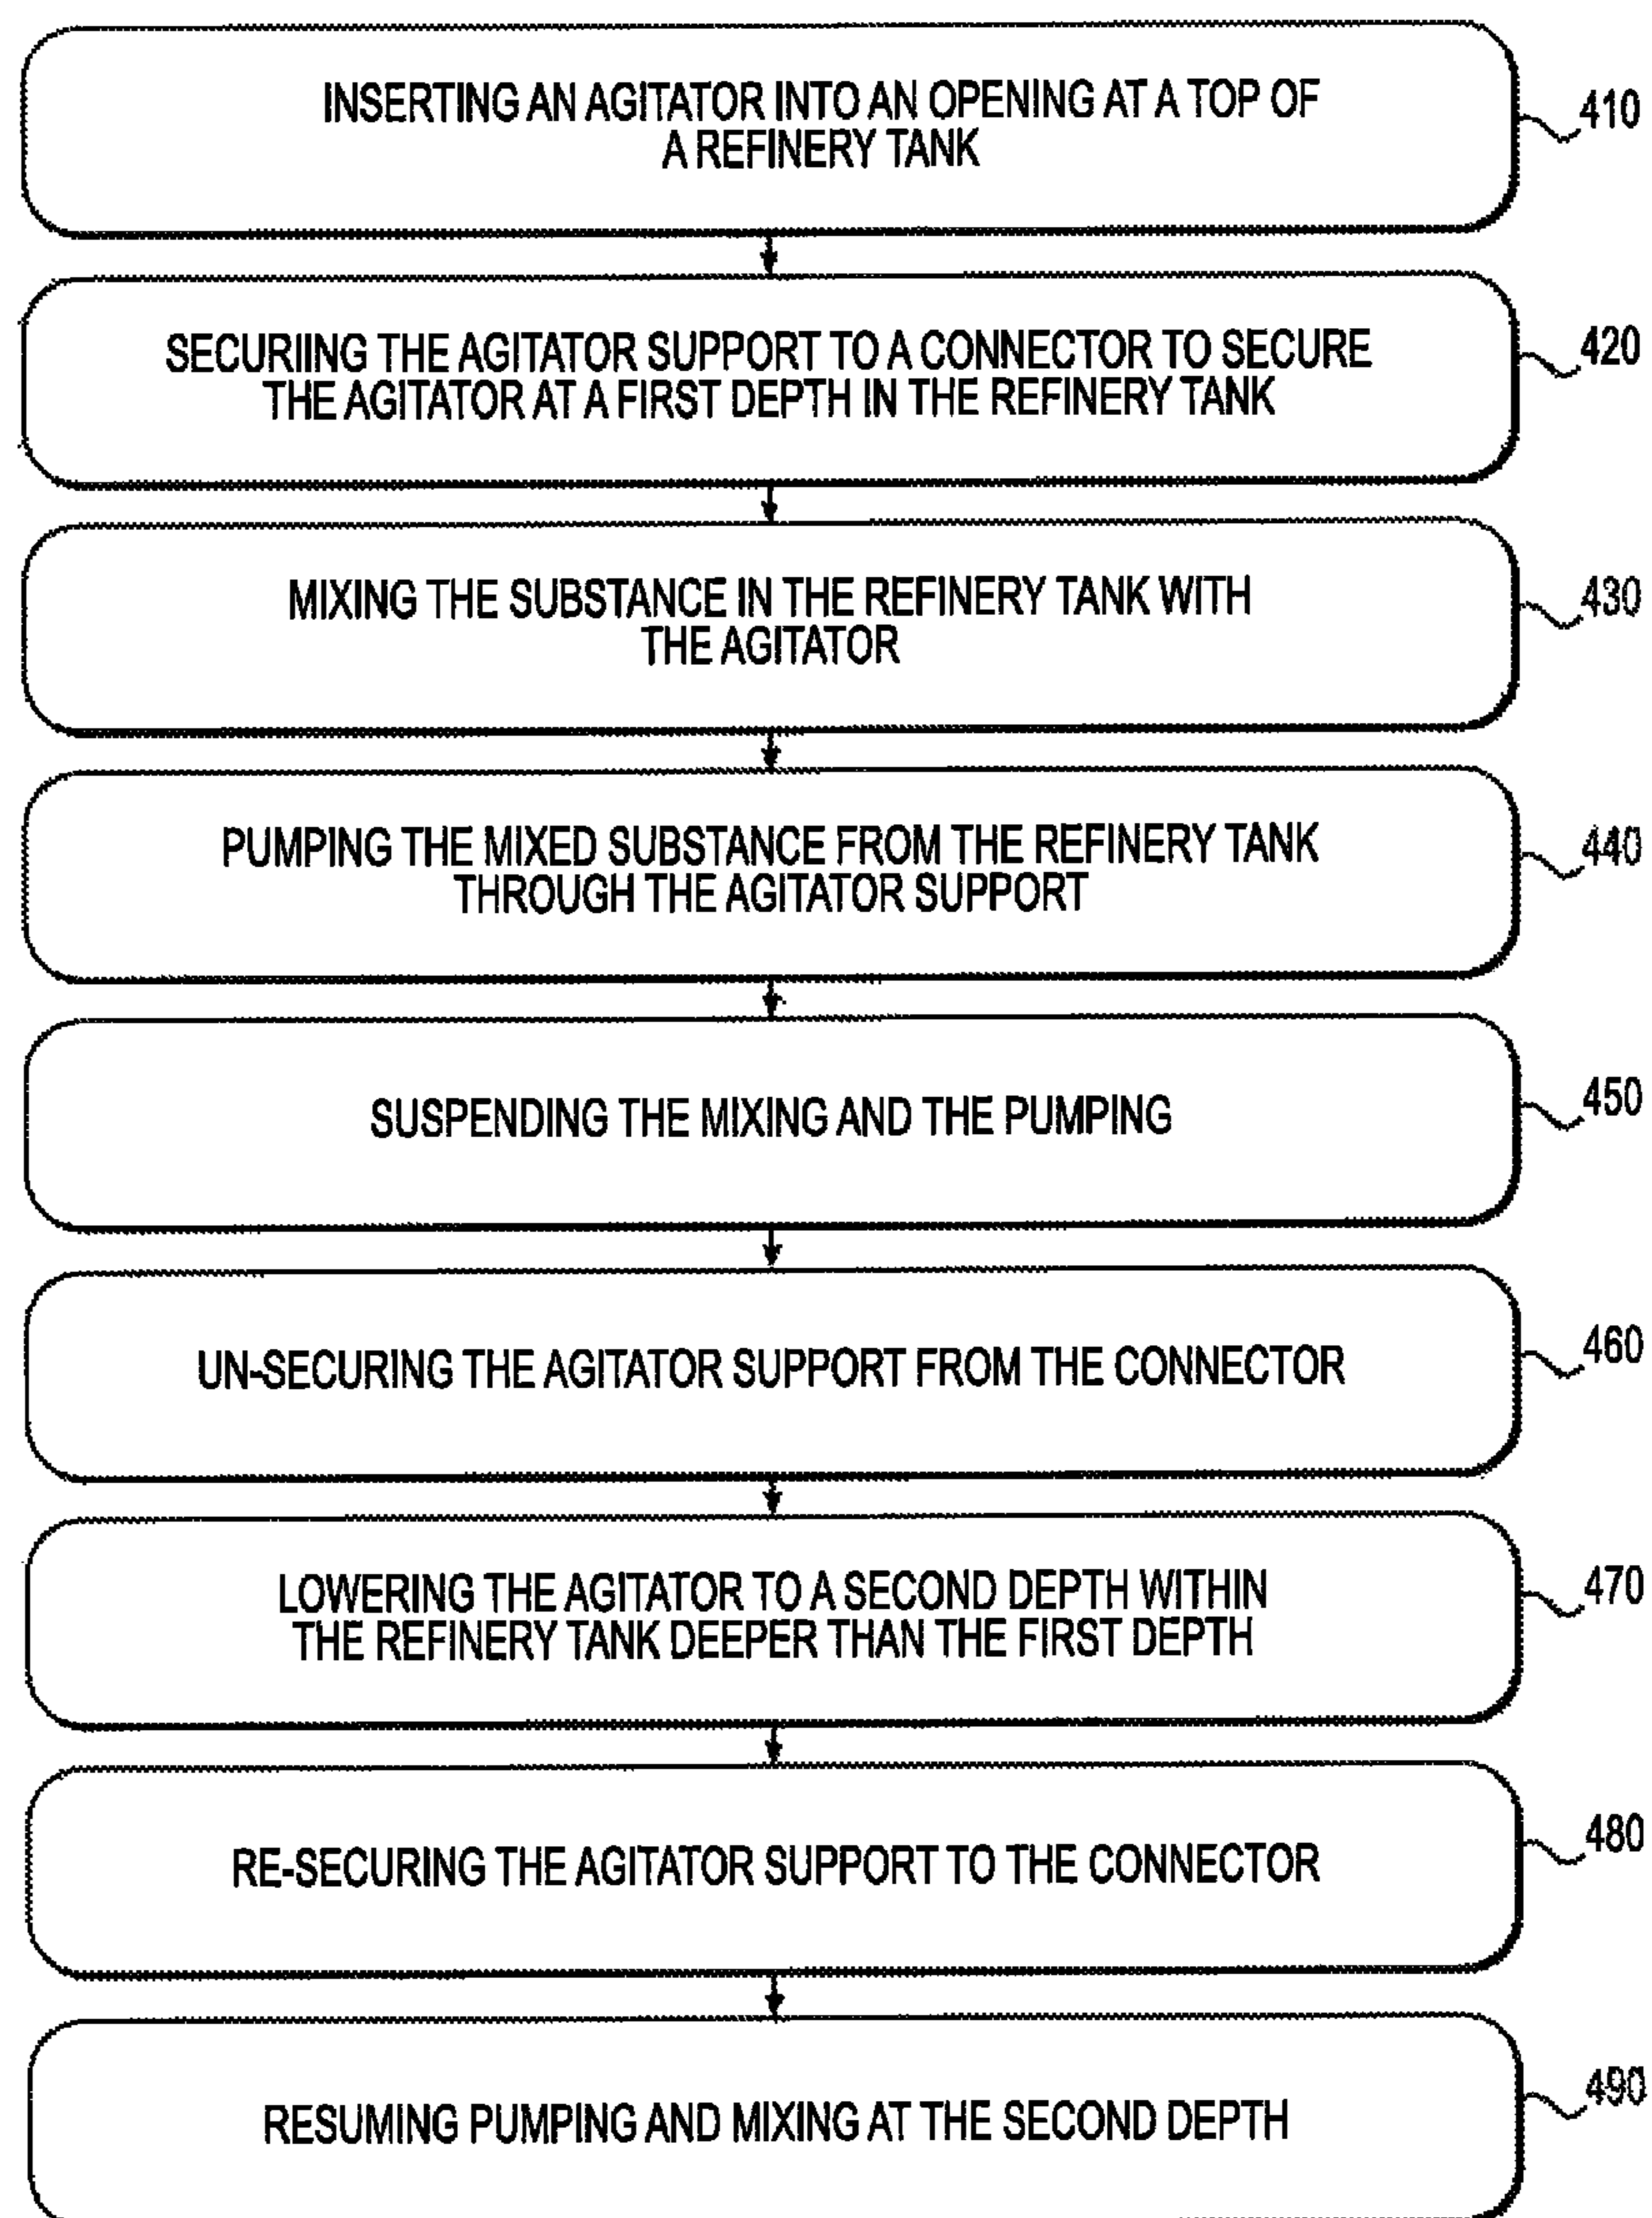 INSERTING AN AGITATOR INTO AN OPENING AT A TOP OF
A REFINERY TANK
410
SECURIING THE AGITATOR SUPPORT TO A CONNECTOR TO SECURE
THE AGITATOR AT A FIRST DEPTH IN THE REFINERY TANK
420
MIXING THE SUBSTANCE IN THE REFINERY TANK WITH
THE AGITATOR
430
PUMPING THE MIXED SUBSTANCE FROM THE REFINERY TANK
THROUGH THE AGITATOR SUPPORT
440
SUSPENDING THE MIXING AND THE PUMPING
450
UN-SECURING THE AGITATOR SUPPORT FROM THE CONNECTOR
460
LOWERING THE AGITATOR TO A SECOND DEPTH WITHIN
THE REFINERY TANK DEEPER THAN THE FIRST DEPTH
470
RE-SECURING THE AGITATOR SUPPORT TO THE CONNECTOR
480
RESUMING PUMPING AND MIXING AT THE SECOND DEPTH
490